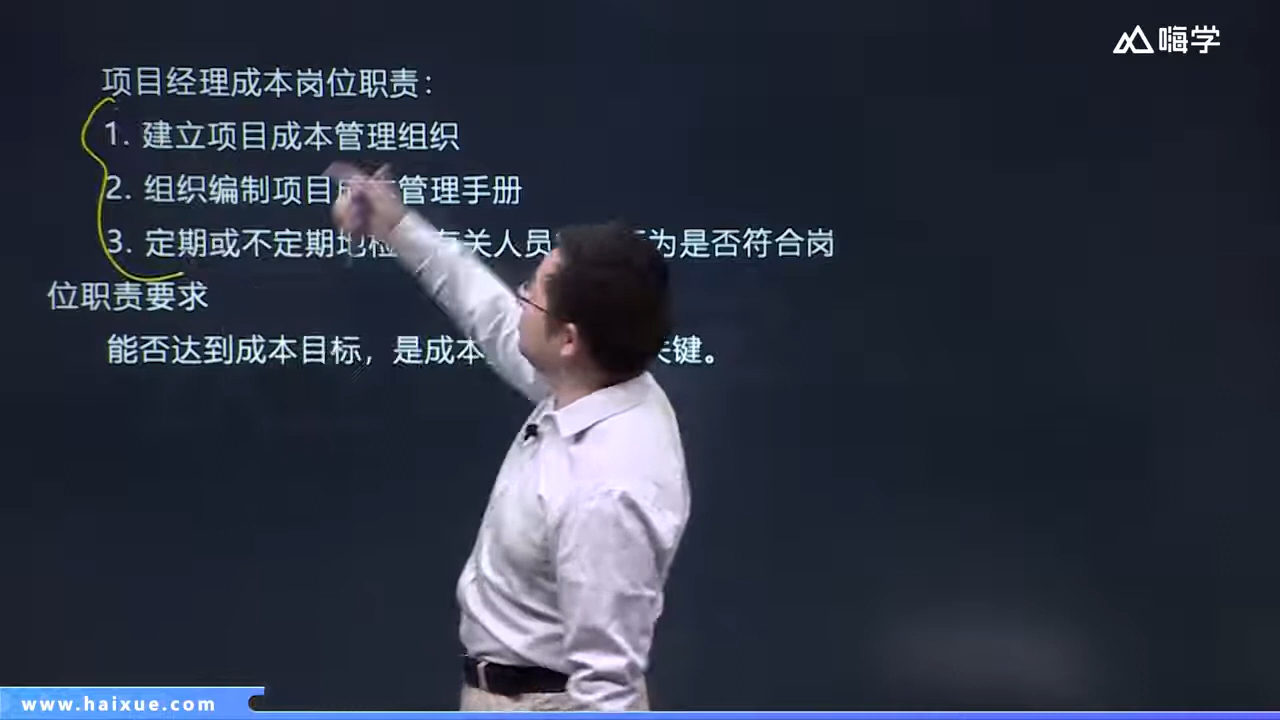 嗨学
项目经理成本岗位职责：
1. 建立项目成本管理组织
2. 组织编制项目成 管理手册
3. 定期或不定期地检 有关人员 为是否符合岗
位职责要求
能否达到成本目标，是成本 关键。
www.haixue.com